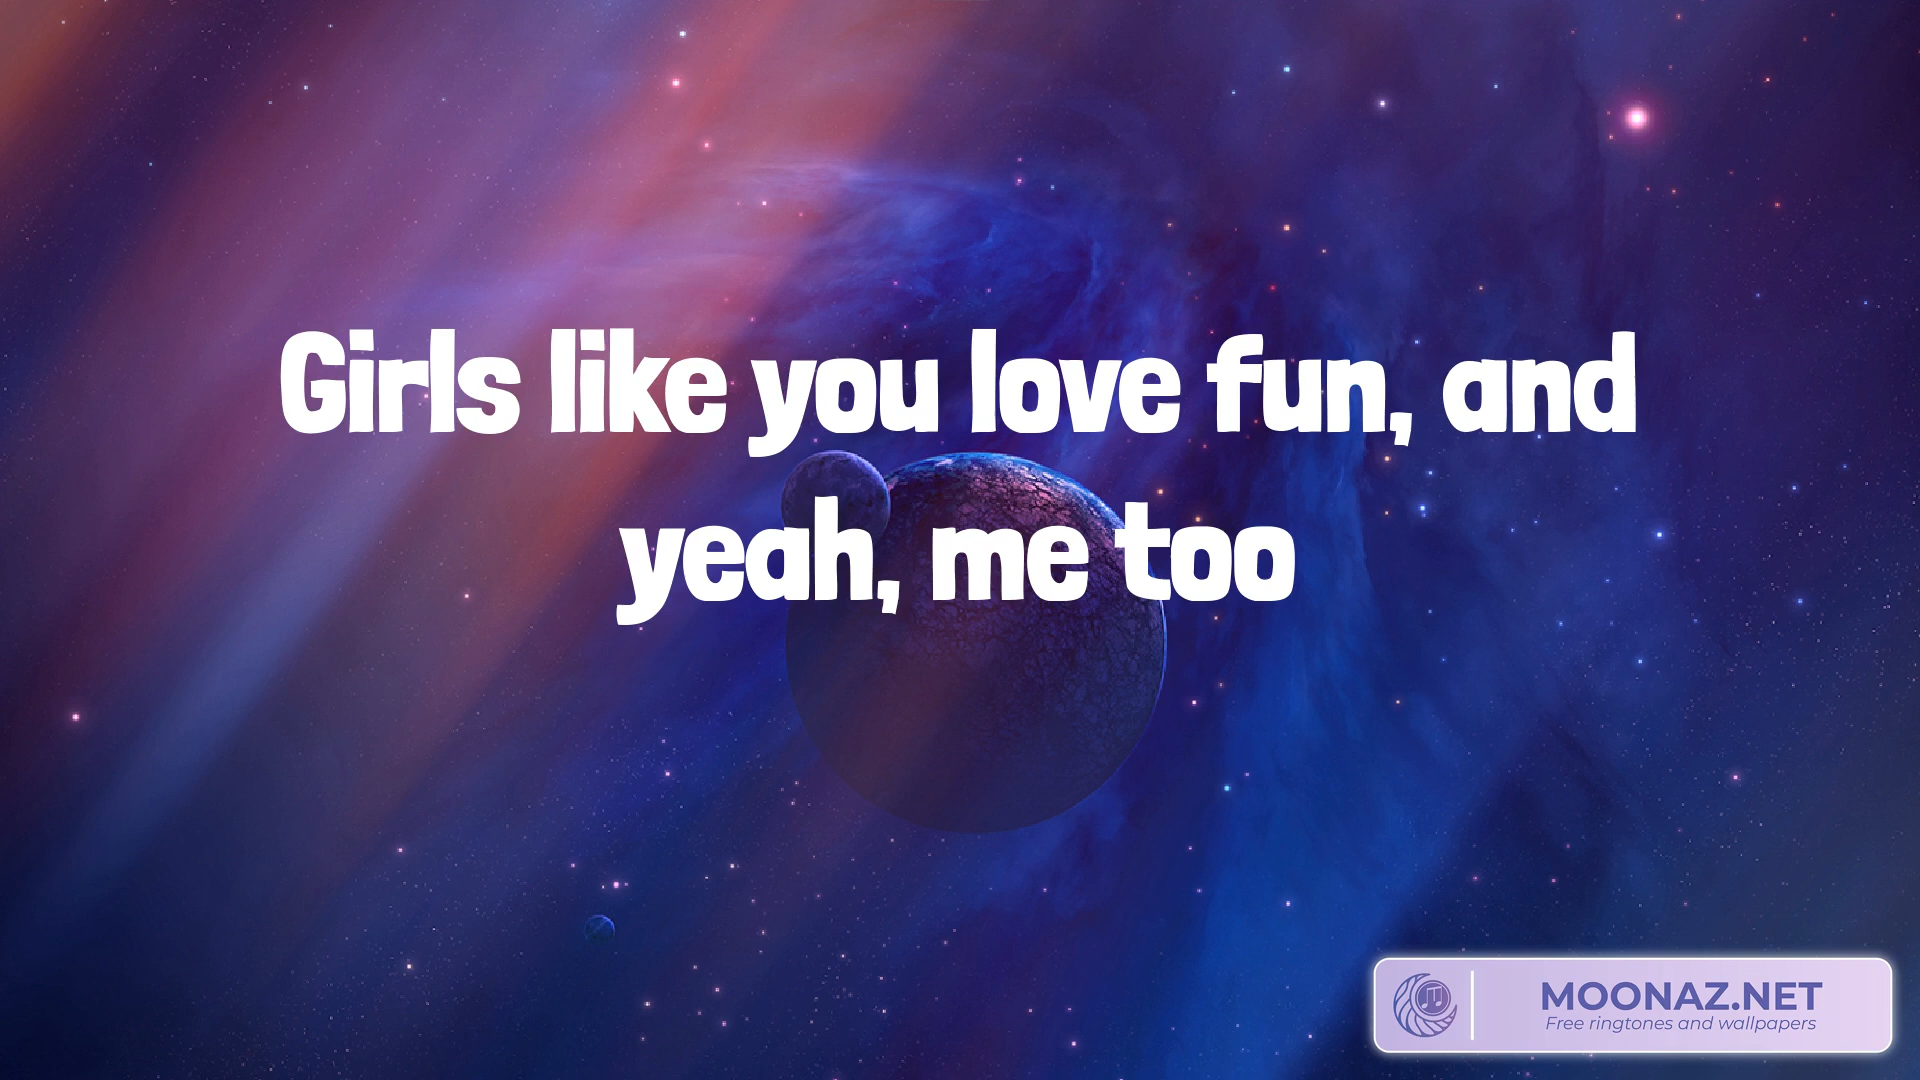 Girls like you love fun, and
yeah, me too
MOONAZ.NET
Free ringtones and wallpapers